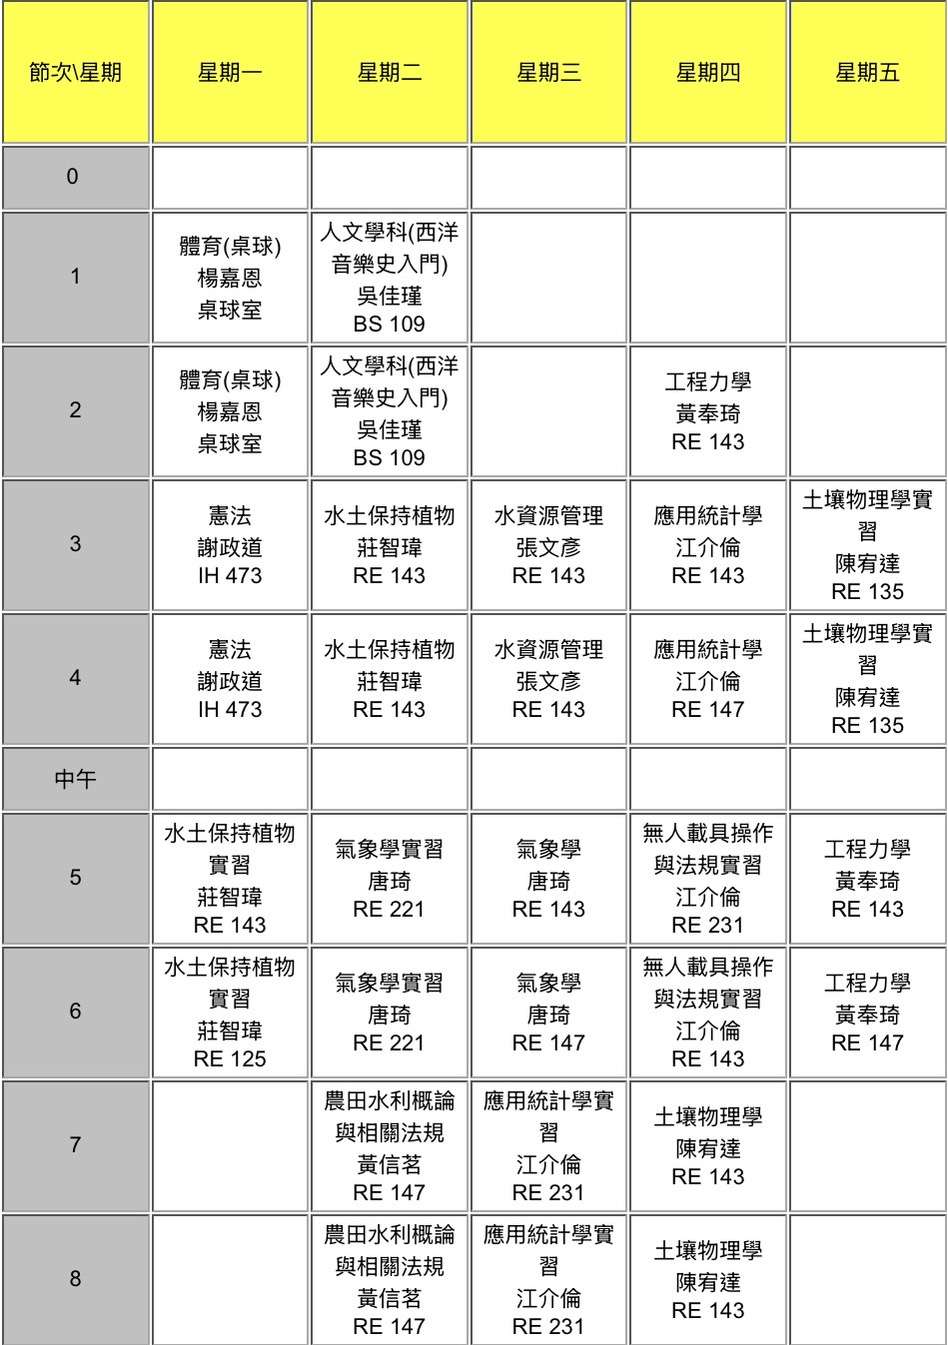 節次\星期 星期一 星期二 星期三 星期四 星期五
0
1
體育(桌球)
楊嘉恩
桌球室
人文學科(西洋
音樂史入門)
吳佳瑾
BS 109
2
體育(桌球)
楊嘉恩
桌球室
人文學科(西洋
音樂史入門)
吳佳瑾
BS 109
工程力學
黃奉琦
RE 143
3
憲法
謝政道
IH 473
水土保持植物
莊智瑋
RE 143
水資源管理
張文彥
RE 143
應用統計學
江介倫
RE 143
土壤物理學實
習
陳宥達
RE 135
4
憲法
謝政道
IH 473
水土保持植物
莊智瑋
RE 143
水資源管理
張文彥
RE 143
應用統計學
江介倫
RE 147
土壤物理學實
習
陳宥達
RE 135
中午
5
水土保持植物
實習
莊智瑋
RE 143
氣象學實習
唐琦
RE 221
氣象學
唐琦
RE 143
無人載具操作
與法規實習
江介倫
RE 231
工程力學
黃奉琦
RE 143
6
水土保持植物
實習
莊智瑋
RE 125
氣象學實習
唐琦
RE 221
氣象學
唐琦
RE 147
無人載具操作
與法規實習
江介倫
RE 143
工程力學
黃奉琦
RE 147
7
農田水利概論
與相關法規
黃信茗
RE 147
應用統計學實
習
江介倫
RE 231
土壤物理學
陳宥達
RE 143
8
農田水利概論
與相關法規
黃信茗
RE 147
應用統計學實
習
江介倫
RE 231
土壤物理學
陳宥達
RE 143